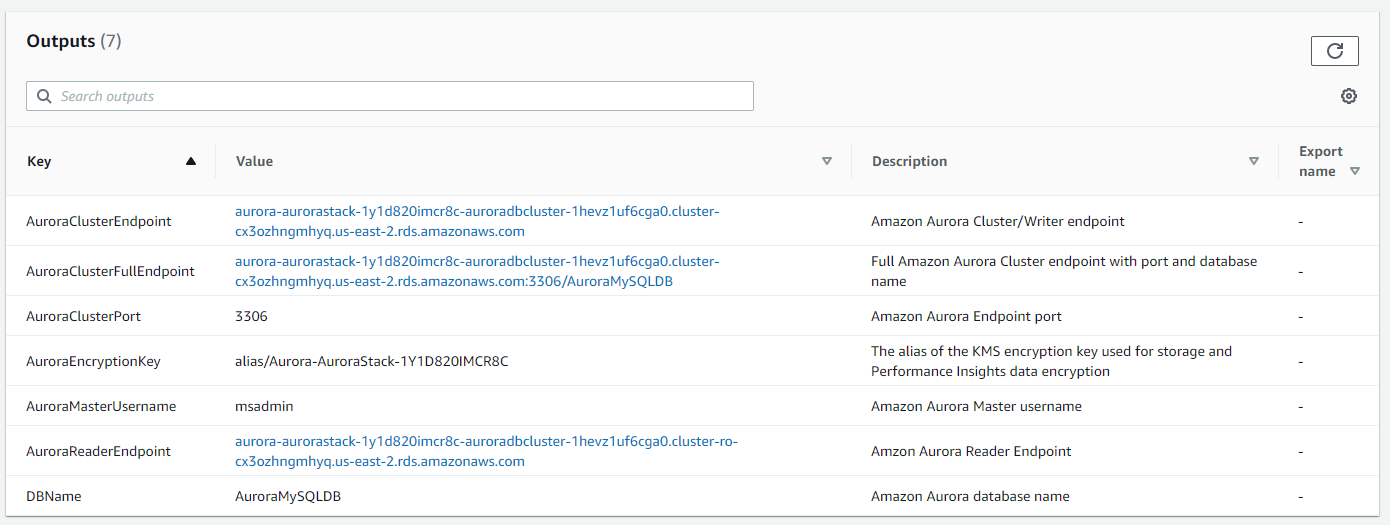 Outputs (7)
Search outputs
Key Value Description Export name
AuroraClusterEndpoint aurora-aurorastack-1y1d820imcr8c-auroradbcluster-1hevz1uf6cga0.cluster- Amazon Aurora Cluster/Writer endpoint -
cx3ozhngmhyq.us-east-2.rds.amazonaws.com
AuroraClusterFullEndpoint aurora-aurorastack-1y1d820imcr8c-auroradbcluster-1hevz1uf6cga0.cluster- Full Amazon Aurora Cluster endpoint with port and database -
cx3ozhngmhyq.us-east-2.rds.amazonaws.com:3306/AuroraMySQLDB name
AuroraClusterPort 3306 Amazon Aurora Endpoint port -
AuroraEncryptionKey alias/Aurora-AuroraStack-1Y1D820IMCR8C The alias of the KMS encryption key used for storage and -
Performance Insights data encryption
AuroraMasterUsername msadmin Amazon Aurora Master username -
AuroraReaderEndpoint aurora-aurorastack-1y1d820imcr8c-auroradbcluster-1hevz1uf6cga0.cluster-ro- Amzon Aurora Reader Endpoint -
cx3ozhngmhyq.us-east-2.rds.amazonaws.com
DBName AuroraMySQLDB Amazon Aurora database name -